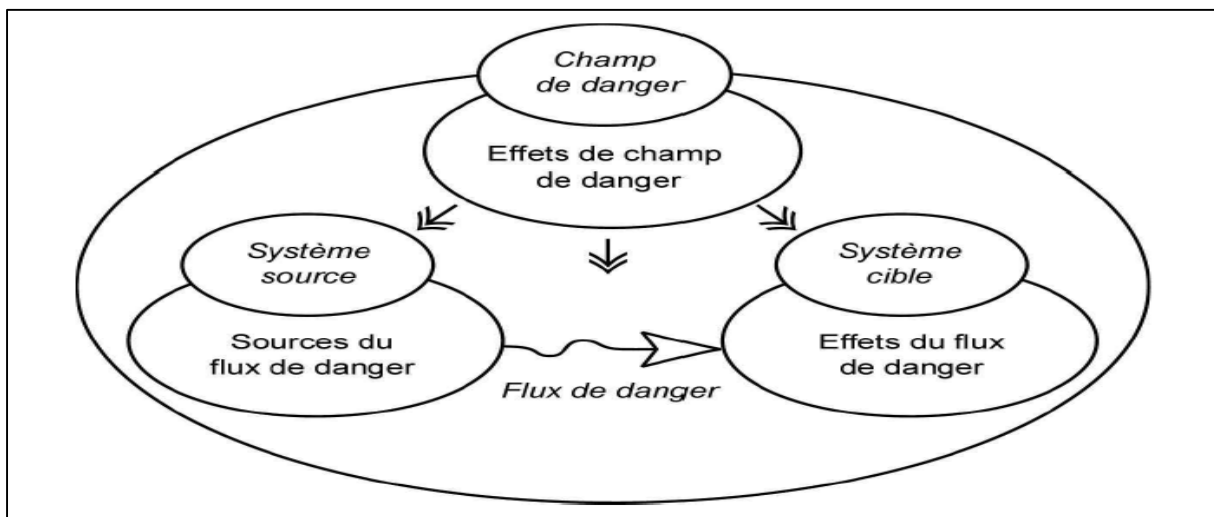 Champ
de danger
Effets de champ
de danger
Système
source
Système
cible
Sources du
flux de danger
Effets du flux
de danger
Flux de danger